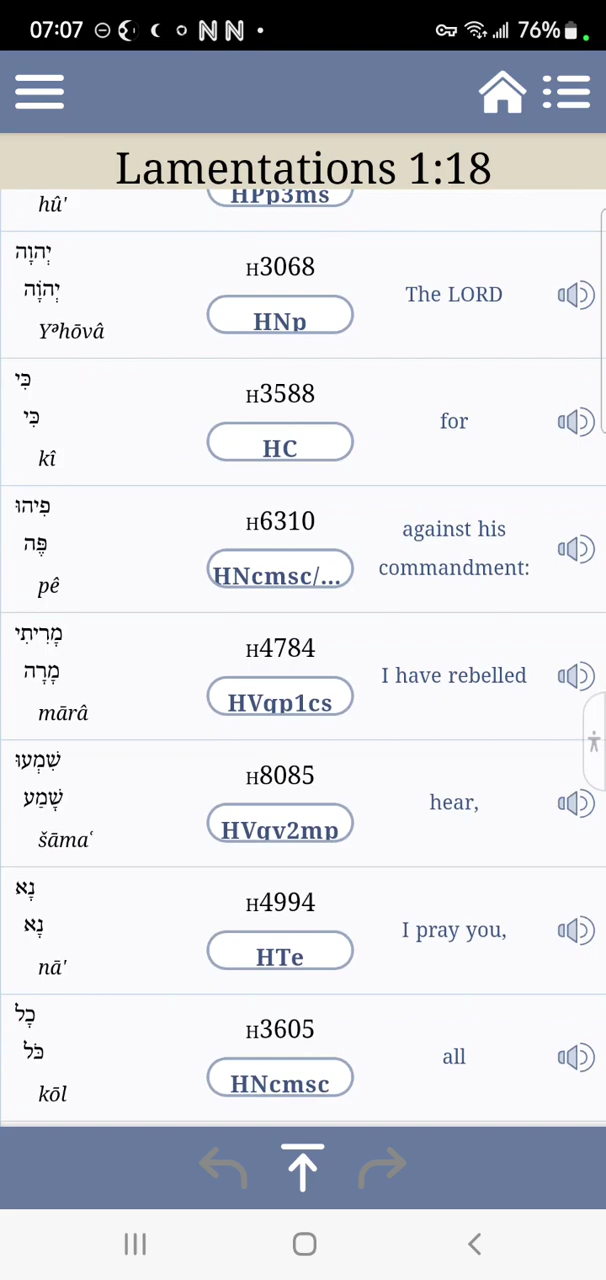 07:07 76%
Lamentations 1:18
hû' HPp3ms
יְהוָה
יְהוָֹה
Yᵊhōvâ
H3068
HNp
The LORD
כִּי
כִּי
kî
H3588
HC
for
פִיהוּ
פֶּה
pê
H6310
HNcmsc/...
against his
commandment:
מָרִיתִי
מָרָה
mārâ
H4784
HVqp1cs
I have rebelled
שִׁמְעוּ
שָׁמַע
šāmaʿ
H8085
HVqv2mp
hear,
נָא
נָא
nā'
H4994
HTe
I pray you,
כָל
כֹּל
kōl
H3605
HNcmsc
all